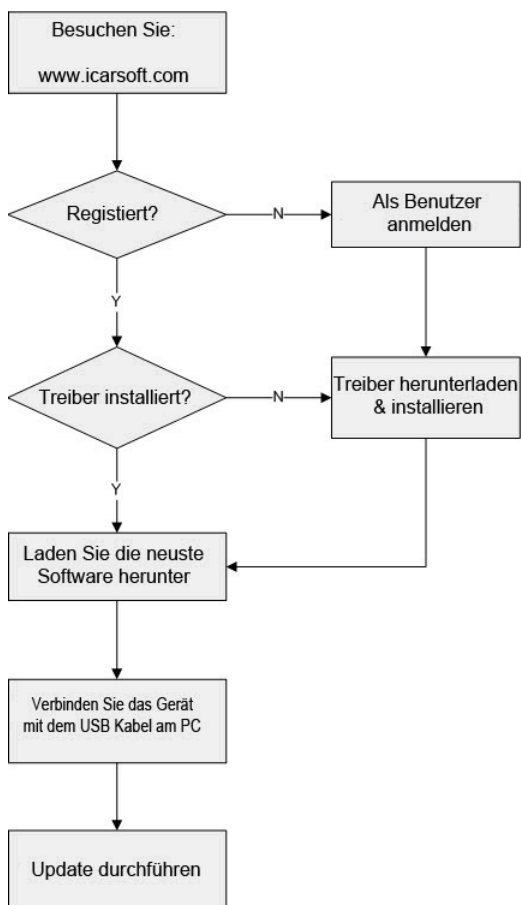 Besuchen Sie:
www.icarsoft.com
Registiert?
N
Als Benutzer
anmelden
Y
Treiber installiert?
N
Treiber herunterladen
& installieren
Y
Laden Sie die neuste
Software herunter
Verbinden Sie das Gerät
mit dem USB Kabel am PC
Update durchführen